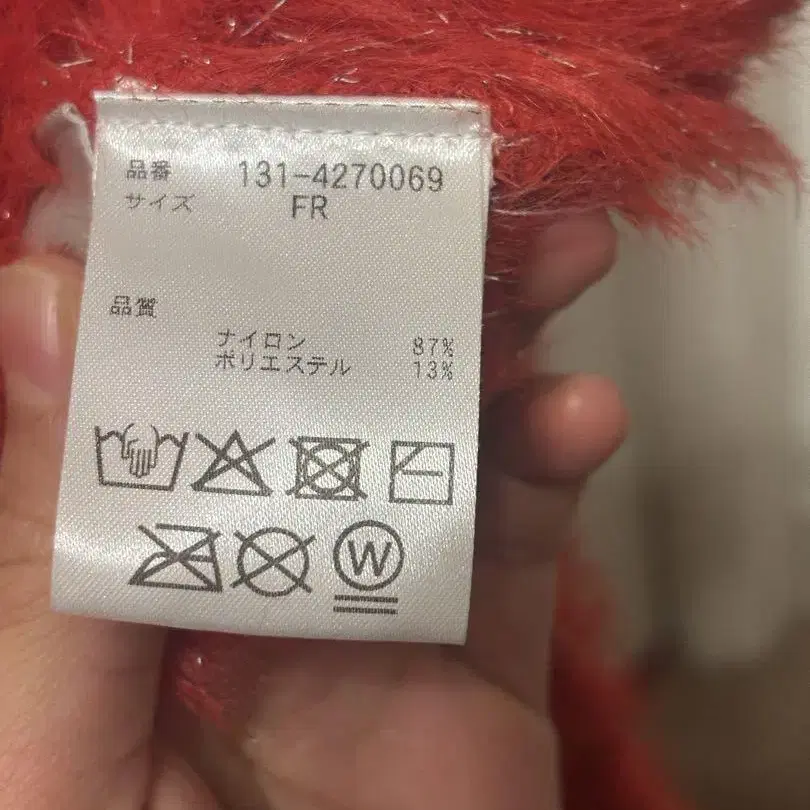 品番 131-4270069
サイズ FR
品質
ナイロン 87%
ポリエステル 13%
W